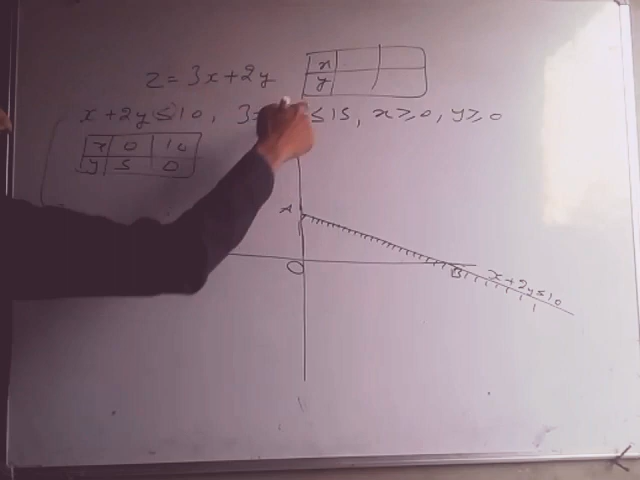 z = 3x + 2y
x
y
x + 2y ≤ 10, 3 ≤ 15, x ≥ 0, y ≥ 0
x 0 10
y 5 0
A
O
B
x + 2y ≤ 10